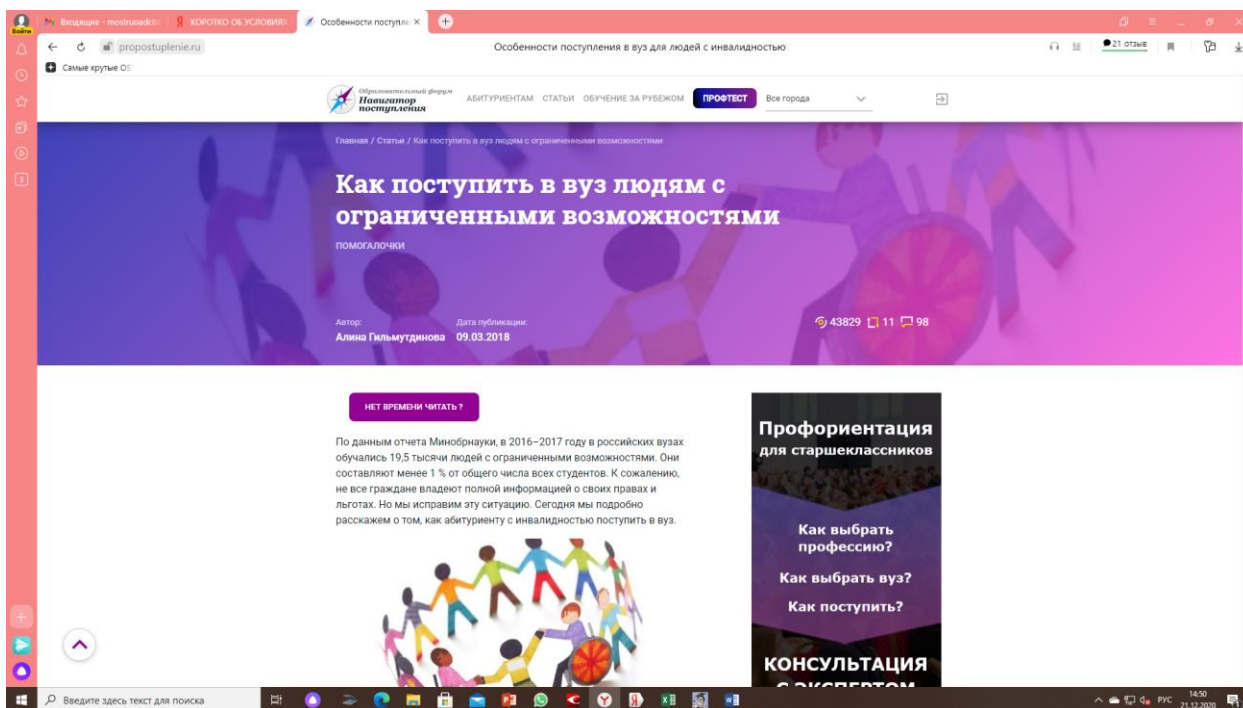 Войти
Входящие - mostruoadcli
КОРОТКО ОБ УСЛОВИЯХ
Особенности поступле
propostuplenie.ru
Особенности поступления в вуз для людей с инвалидностью
21 отзыв
Самые крутые OS
Образовательный форум
Навигатор
поступления
АБИТУРИЕНТАМ СТАТЬИ ОБУЧЕНИЕ ЗА РУБЕЖОМ ПРОФТЕСТ Все города
Главная / Статьи / Как поступить в вуз людям с ограниченными возможностями
Как поступить в вуз людям с
ограниченными возможностями
ПОМОГАЛОЧКИ
Автор: Дата публикации:
Алина Гильмутдинова 09.03.2018
43829 11 98
НЕТ ВРЕМЕНИ ЧИТАТЬ ?
По данным отчета Минобрнауки, в 2016–2017 году в российских вузах
обучались 19,5 тысячи людей с ограниченными возможностями. Они
составляют менее 1 % от общего числа всех студентов. К сожалению,
не все граждане владеют полной информацией о своих правах и
льготах. Но мы исправим эту ситуацию. Сегодня мы подробно
расскажем о том, как абитуриенту с инвалидностью поступить в вуз.
Профориентация
для старшеклассников
Как выбрать
профессию?
Как выбрать вуз?
Как поступить?
КОНСУЛЬТАЦИЯ
С ЭКСПЕРТОМ
Введите здесь текст для поиска
РУС
14:50
21.12.2020